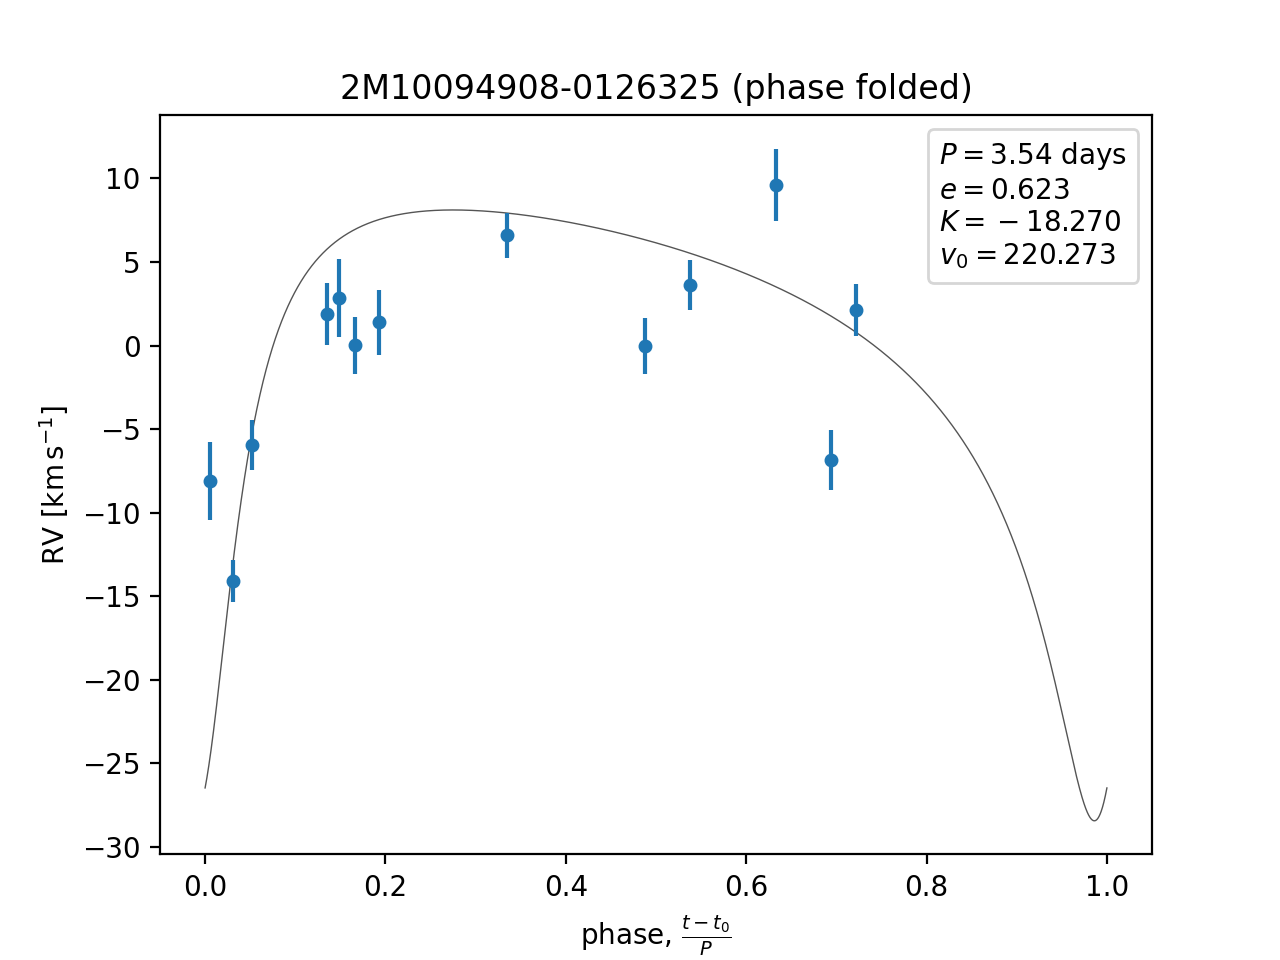 2M10094908-0126325 (phase folded)
P = 3.54 days
e = 0.623
K = −18.270
v₀ = 220.273
RV [km s⁻¹]
10
5
0
−5
−10
−15
−20
−25
−30
0.0 0.2 0.4 0.6 0.8 1.0
phase, (t − t₀)/P